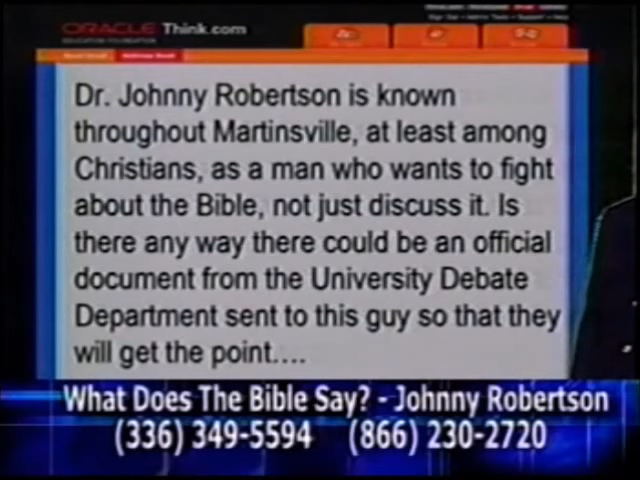 ORACLE Think.com
EDUCATION FOUNDATION
Dr. Johnny Robertson is known
throughout Martinsville, at least among
Christians, as a man who wants to fight
about the Bible, not just discuss it. Is
there any way there could be an official
document from the University Debate
Department sent to this guy so that they
will get the point....
What Does The Bible Say? - Johnny Robertson
(336) 349-5594 (866) 230-2720